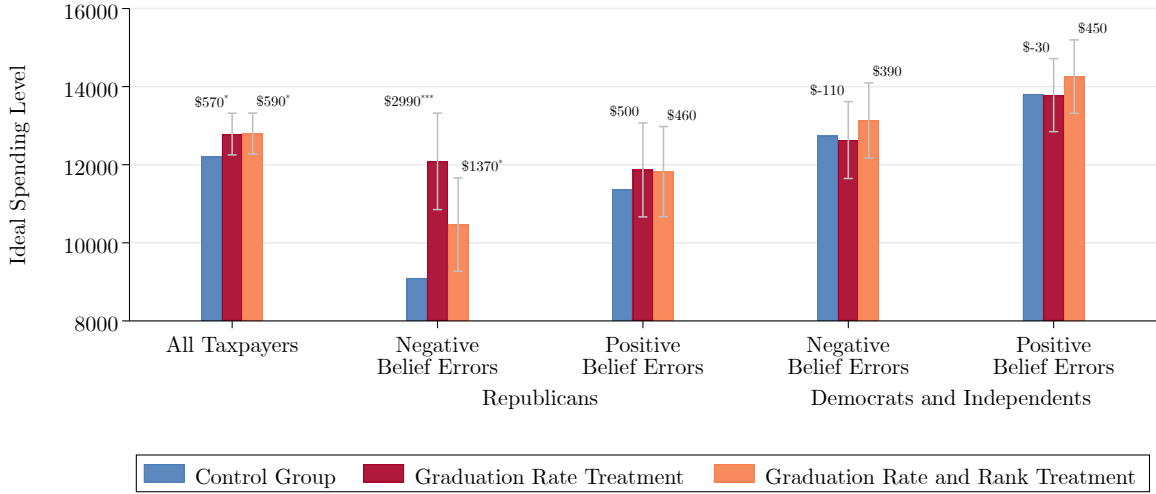 Ideal Spending Level
16000
14000
12000
10000
8000
$570*
$590*
$2990***
$1370*
$500
$460
$-110
$390
$-30
$450
All Taxpayers
Negative
Belief Errors
Positive
Belief Errors
Negative
Belief Errors
Positive
Belief Errors
Republicans
Democrats and Independents
Control Group
Graduation Rate Treatment
Graduation Rate and Rank Treatment